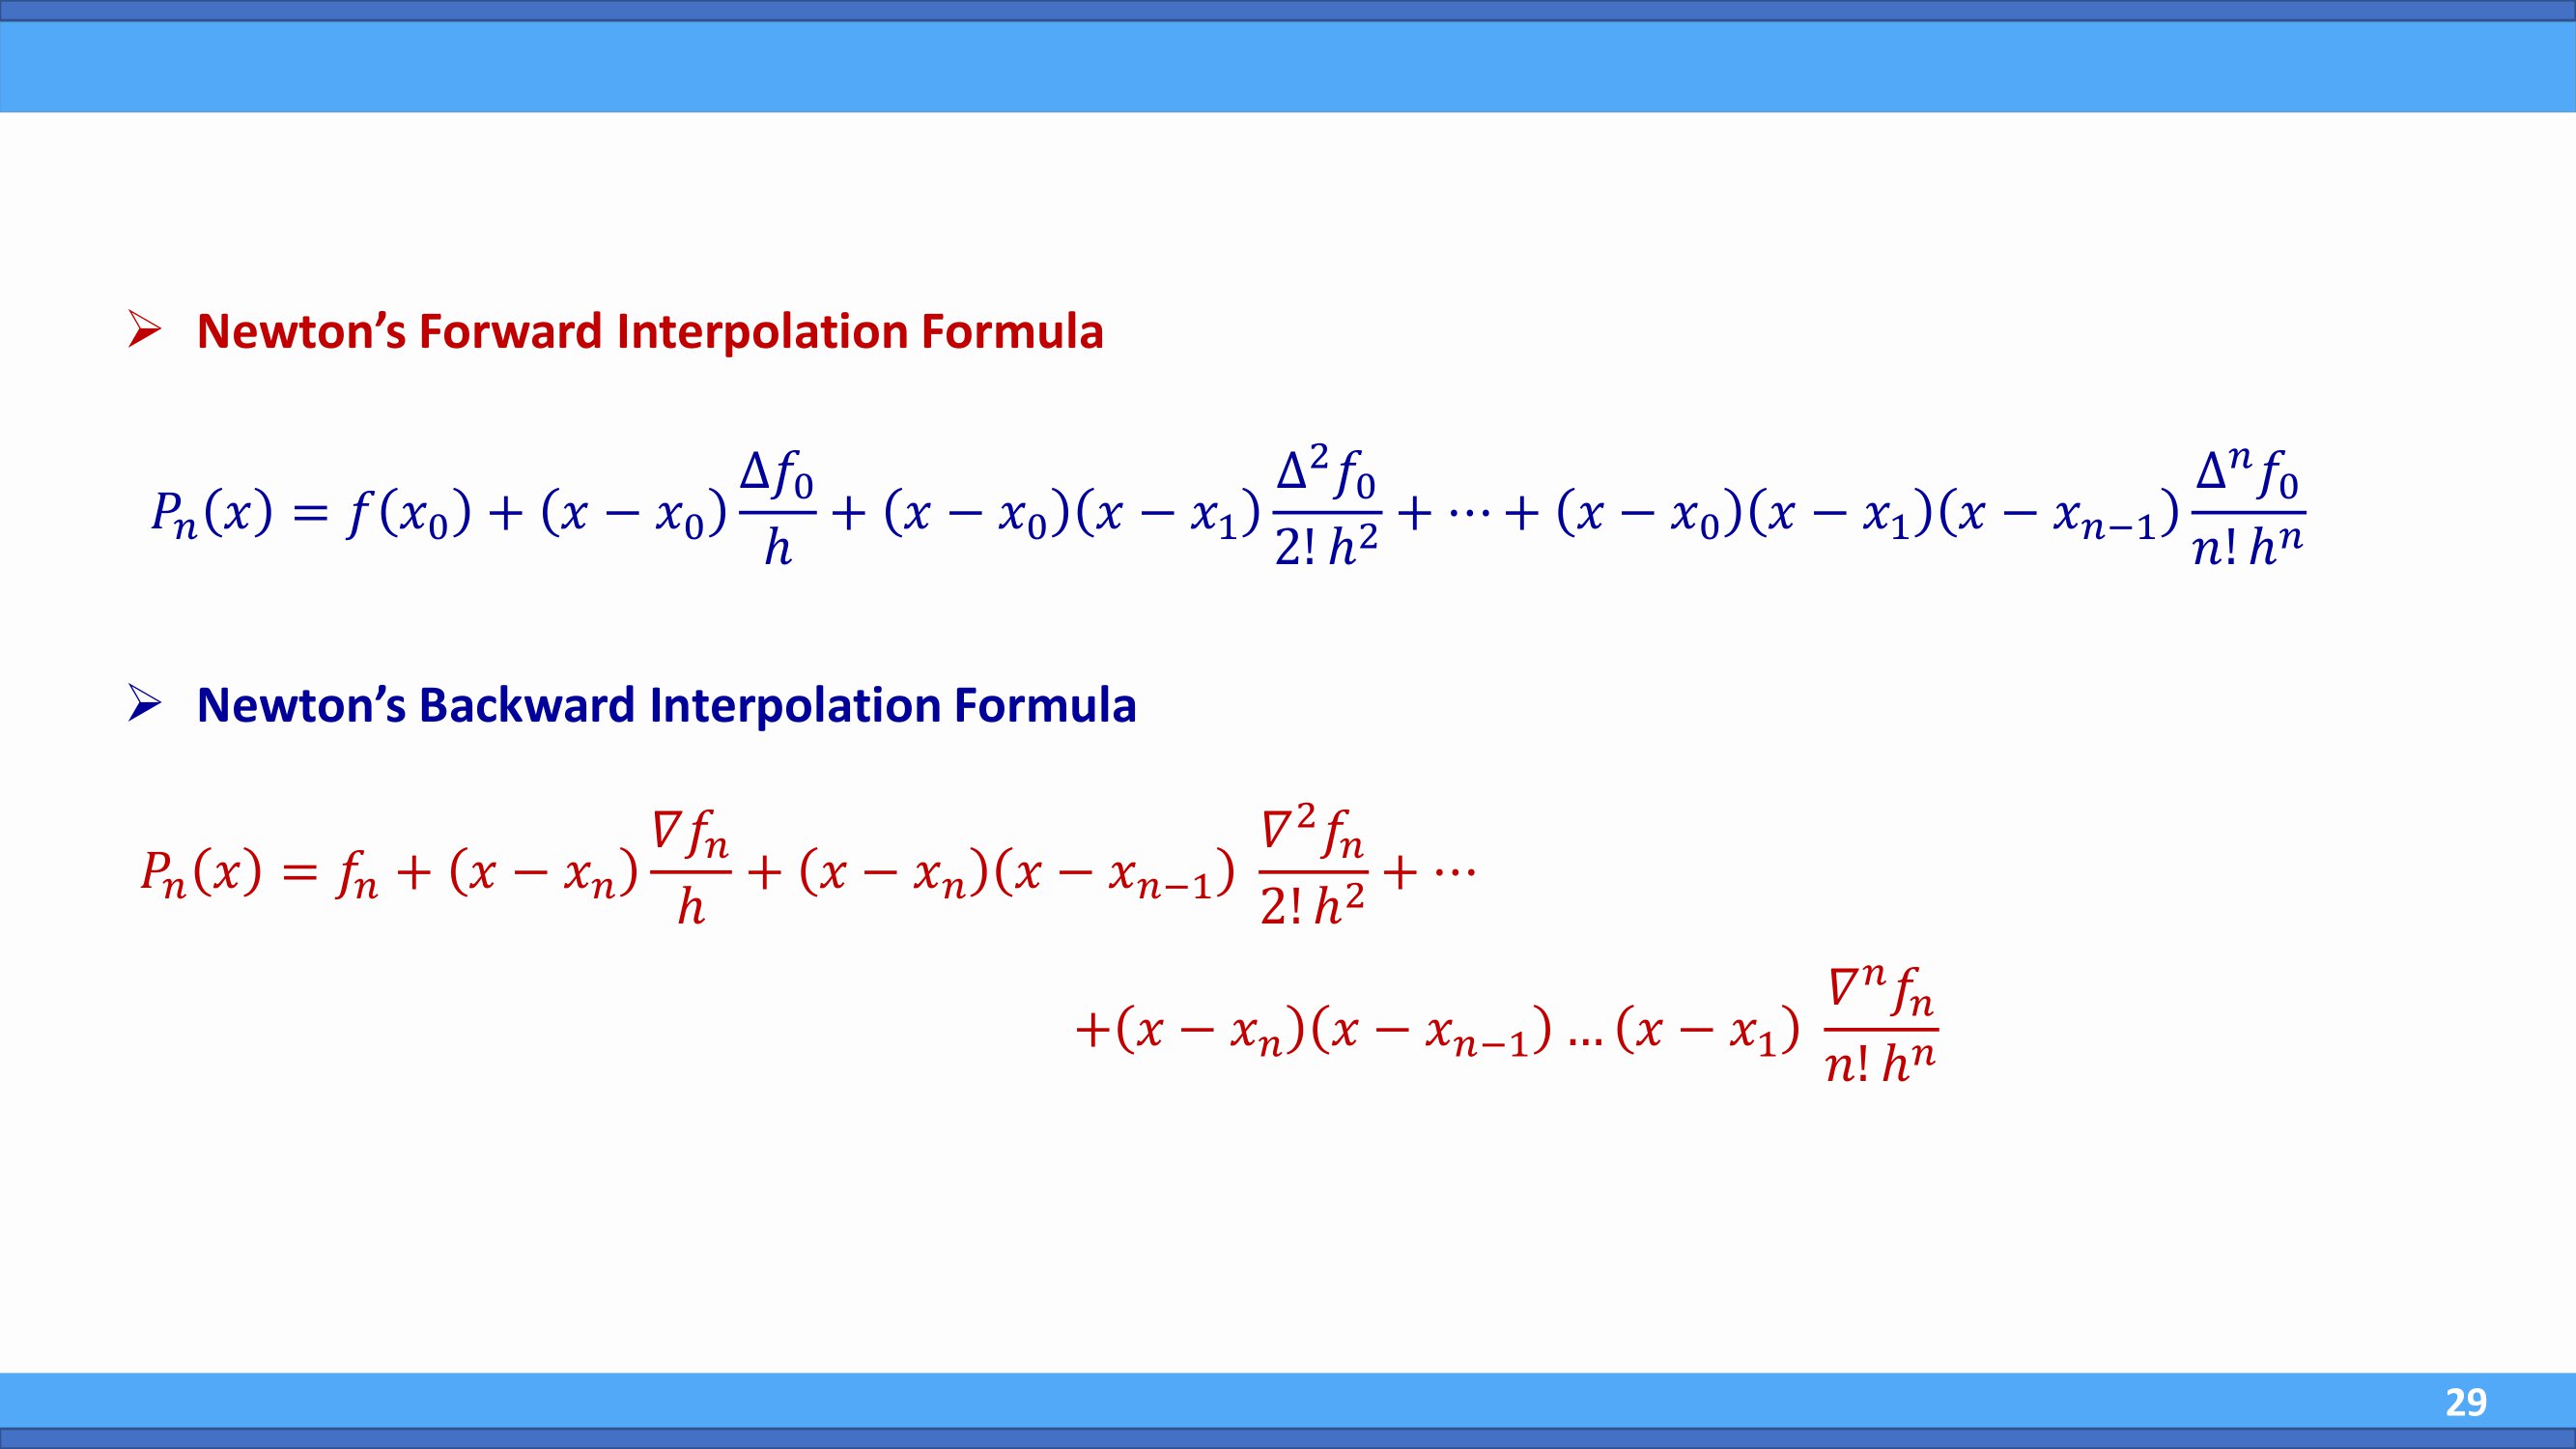 ➢ Newton’s Forward Interpolation Formula
$P_n(x) = f(x_0) + (x - x_0)\frac{\Delta f_0}{h} + (x - x_0)(x - x_1)\frac{\Delta^2 f_0}{2!\,h^2} + \cdots + (x - x_0)(x - x_1)(x - x_{n-1})\frac{\Delta^n f_0}{n!\,h^n}$
➢ Newton’s Backward Interpolation Formula
$P_n(x) = f_n + (x - x_n)\frac{\nabla f_n}{h} + (x - x_n)(x - x_{n-1})\frac{\nabla^2 f_n}{2!\,h^2} + \cdots$
$+(x - x_n)(x - x_{n-1}) \ldots (x - x_1)\frac{\nabla^n f_n}{n!\,h^n}$
29